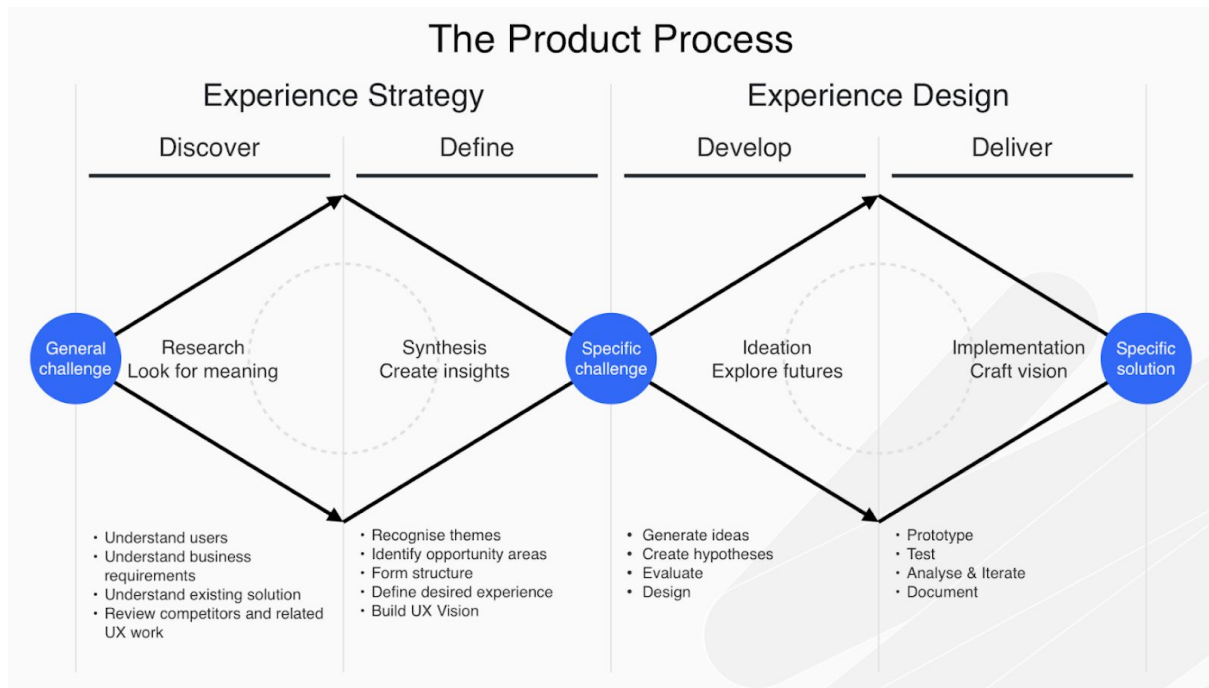 The Product Process
Experience Strategy
Experience Design
Discover
Define
Develop
Deliver
General
challenge
Research
Look for meaning
Synthesis
Create insights
Specific
challenge
Ideation
Explore futures
Implementation
Craft vision
Specific
solution
• Understand users
• Understand business
requirements
• Understand existing solution
• Review competitors and related
UX work
• Recognise themes
• Identify opportunity areas
• Form structure
• Define desired experience
• Build UX Vision
• Generate ideas
• Create hypotheses
• Evaluate
• Design
• Prototype
• Test
• Analyse & Iterate
• Document